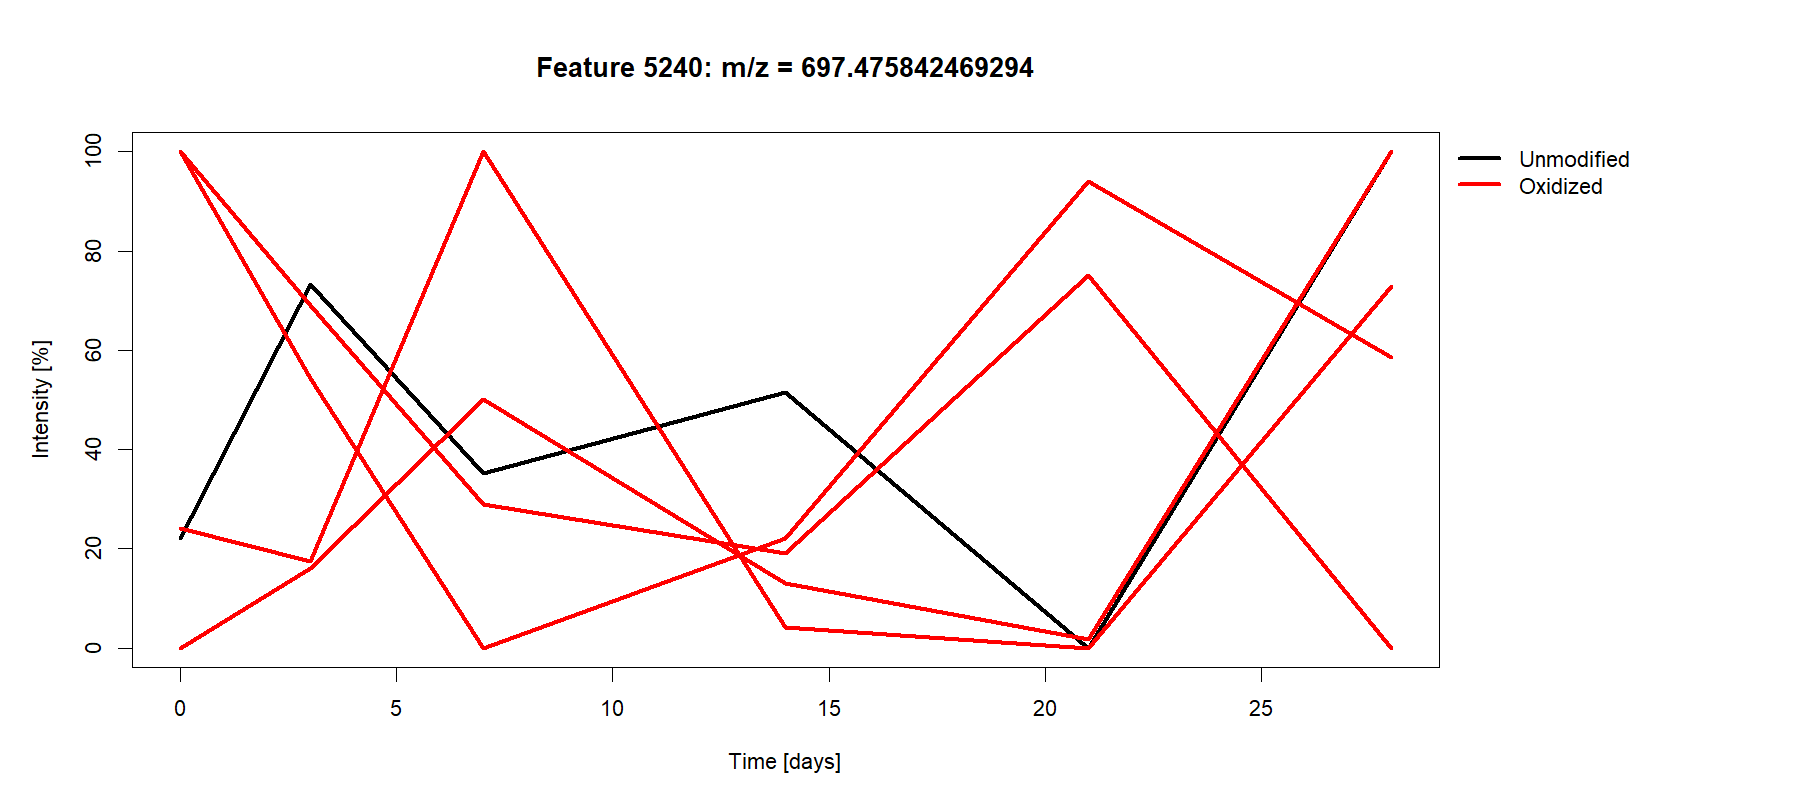 Feature 5240: m/z = 697.475842469294
Unmodified
Oxidized
Intensity [%]
100
80
60
40
20
0
0 5 10 15 20 25
Time [days]